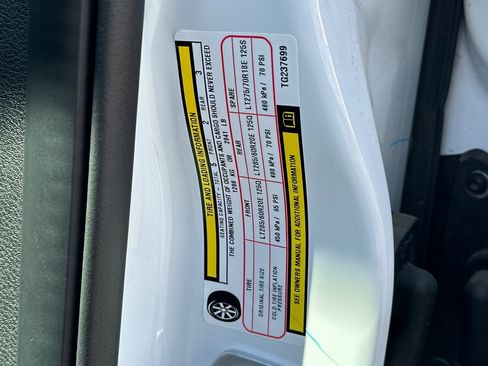 TIRE AND LOADING INFORMATION
SEATING CAPACITY - TOTAL 5 FRONT 2 REAR 3
THE COMBINED WEIGHT OF OCCUPANTS AND CARGO SHOULD NEVER EXCEED
1288 KG OR 2841 LB
TIRE FRONT REAR SPARE
ORIGINAL TIRE SIZE LT285/60R20E 125Q LT285/60R20E 125Q LT275/70R18E 125S
COLD TIRE INFLATION PRESSURE 450 kPa / 65 PSI 480 kPa / 70 PSI 480 kPa / 70 PSI
SEE OWNERS MANUAL FOR ADDITIONAL INFORMATION
TG237699